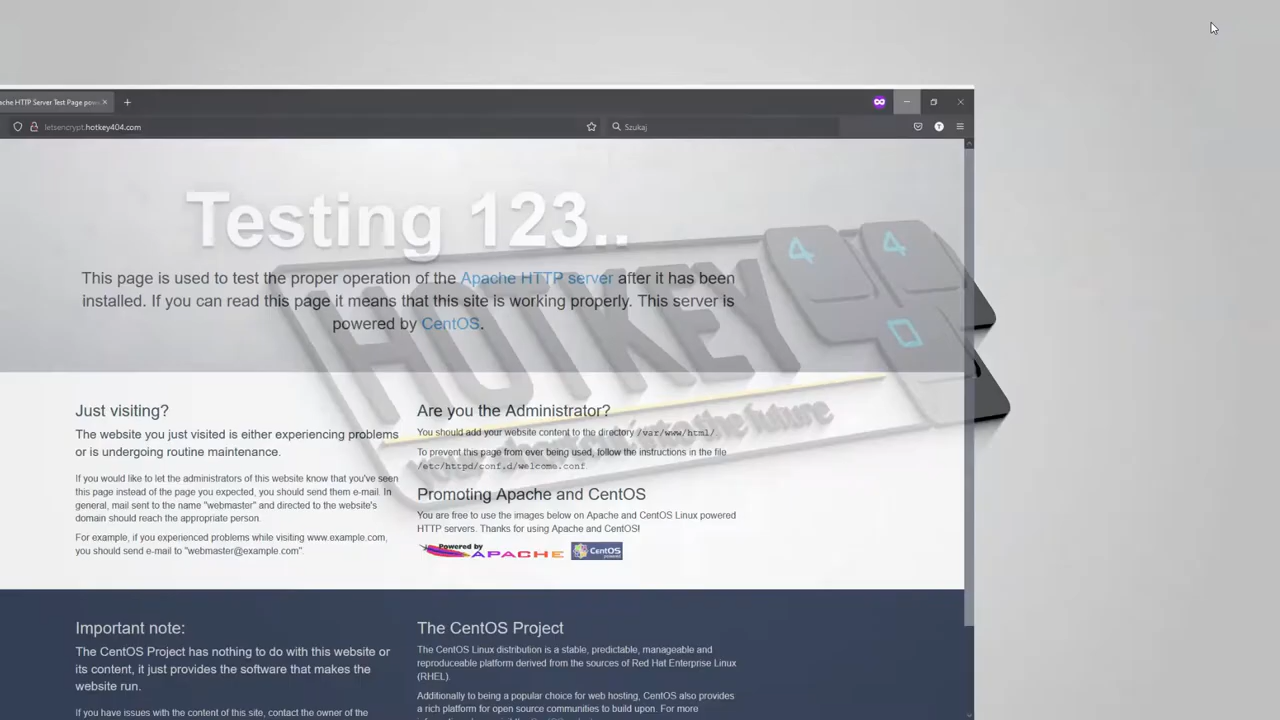 ache HTTP Server Test Page powe
letsencrypt.hotkey404.com
Szukaj
Testing 123..
This page is used to test the proper operation of the Apache HTTP server after it has been
installed. If you can read this page it means that this site is working properly. This server is
powered by CentOS.
HOTKEY
4
4
0
Just visiting?
The website you just visited is either experiencing problems
or is undergoing routine maintenance.
If you would like to let the administrators of this website know that you've seen
this page instead of the page you expected, you should send them e-mail. In
general, mail sent to the name "webmaster" and directed to the website's
domain should reach the appropriate person.
For example, if you experienced problems while visiting www.example.com,
you should send e-mail to "webmaster@example.com".
Are you the Administrator?
You should add your website content to the directory /var/www/html/.
To prevent this page from ever being used, follow the instructions in the file
/etc/httpd/conf.d/welcome.conf.
Promoting Apache and CentOS
You are free to use the images below on Apache and CentOS Linux powered
HTTP servers. Thanks for using Apache and CentOS!
Powered by
APACHE
CentOS
the future
Important note:
The CentOS Project has nothing to do with this website or
its content, it just provides the software that makes the
website run.
If you have issues with the content of this site, contact the owner of the
The CentOS Project
The CentOS Linux distribution is a stable, predictable, manageable and
reproduceable platform derived from the sources of Red Hat Enterprise Linux
(RHEL).
Additionally to being a popular choice for web hosting, CentOS also provides
a rich platform for open source communities to build upon. For more